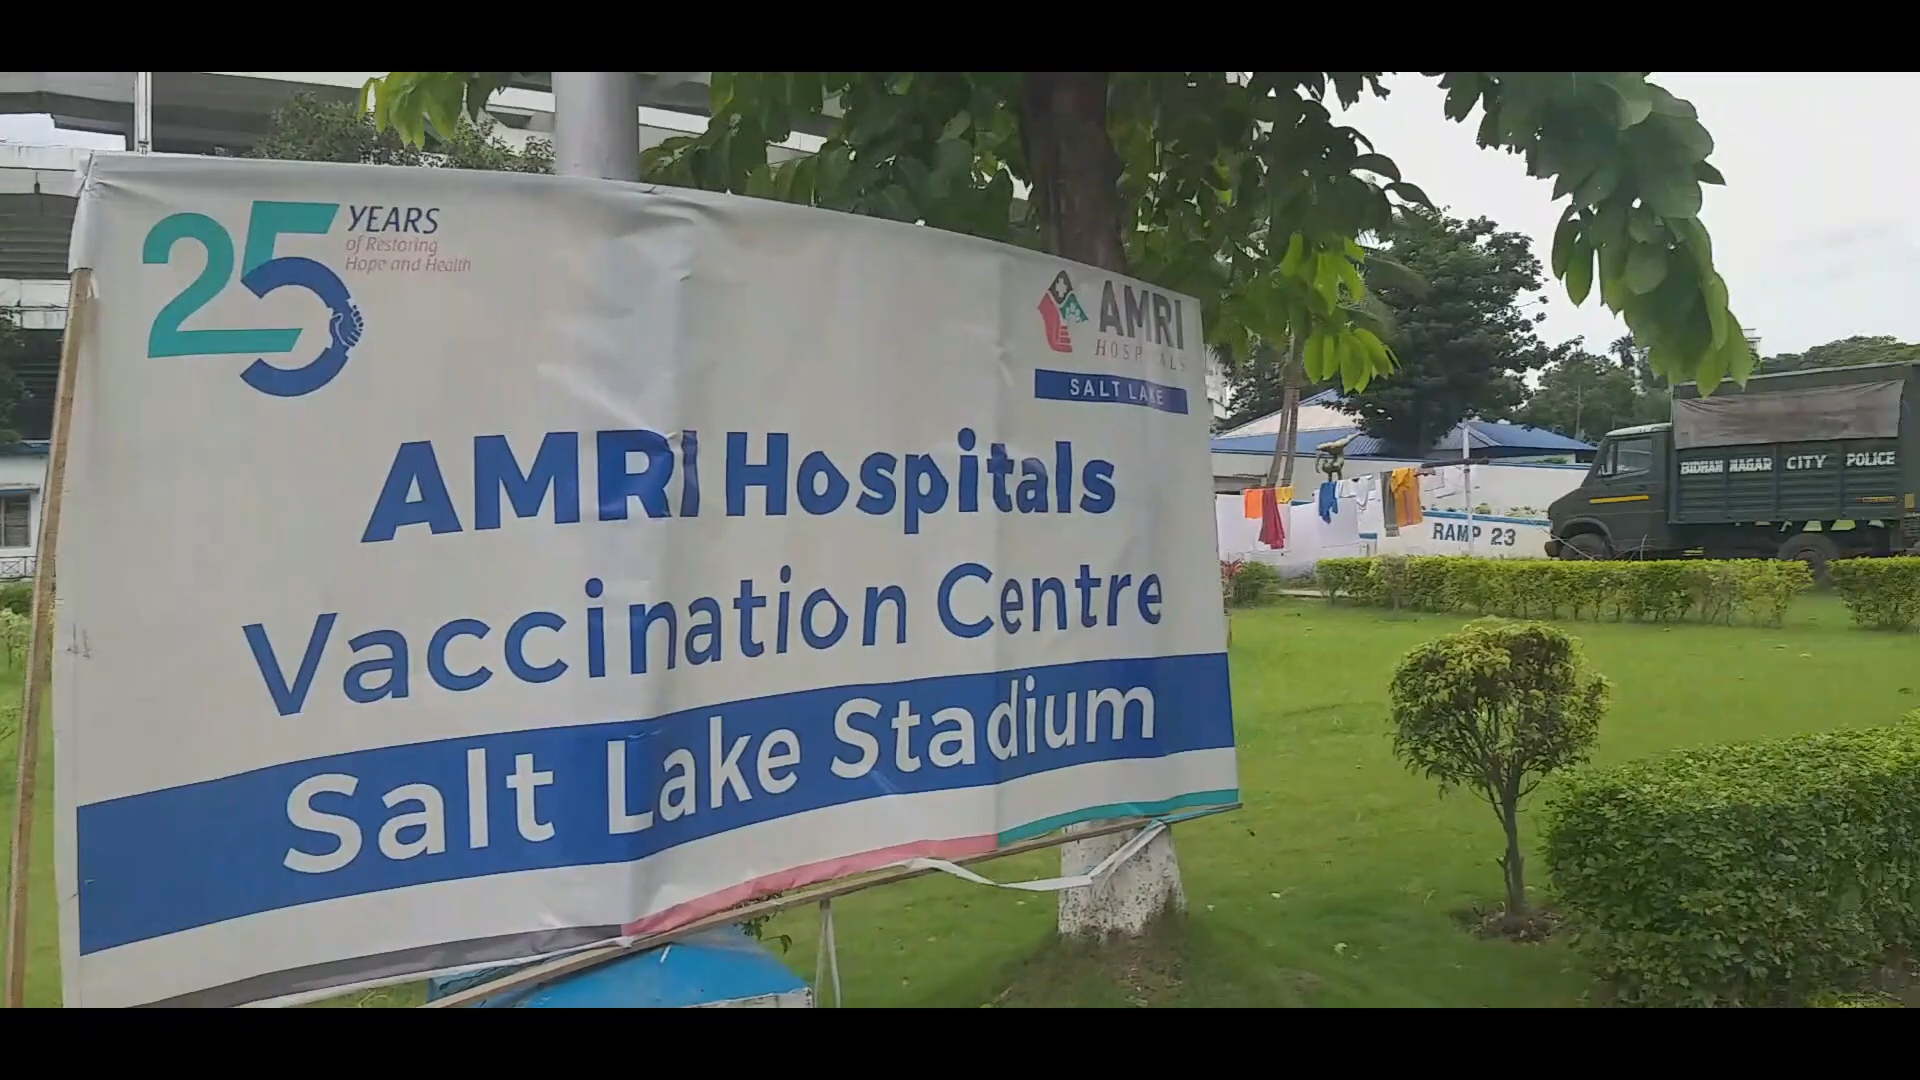 25 YEARS
of Restoring
Hope and Health
AMRI
HOSPITALS
SALT LAKE
AMRI Hospitals
Vaccination Centre
Salt Lake Stadium
BIDHAN NAGAR CITY POLICE
RAMP 23